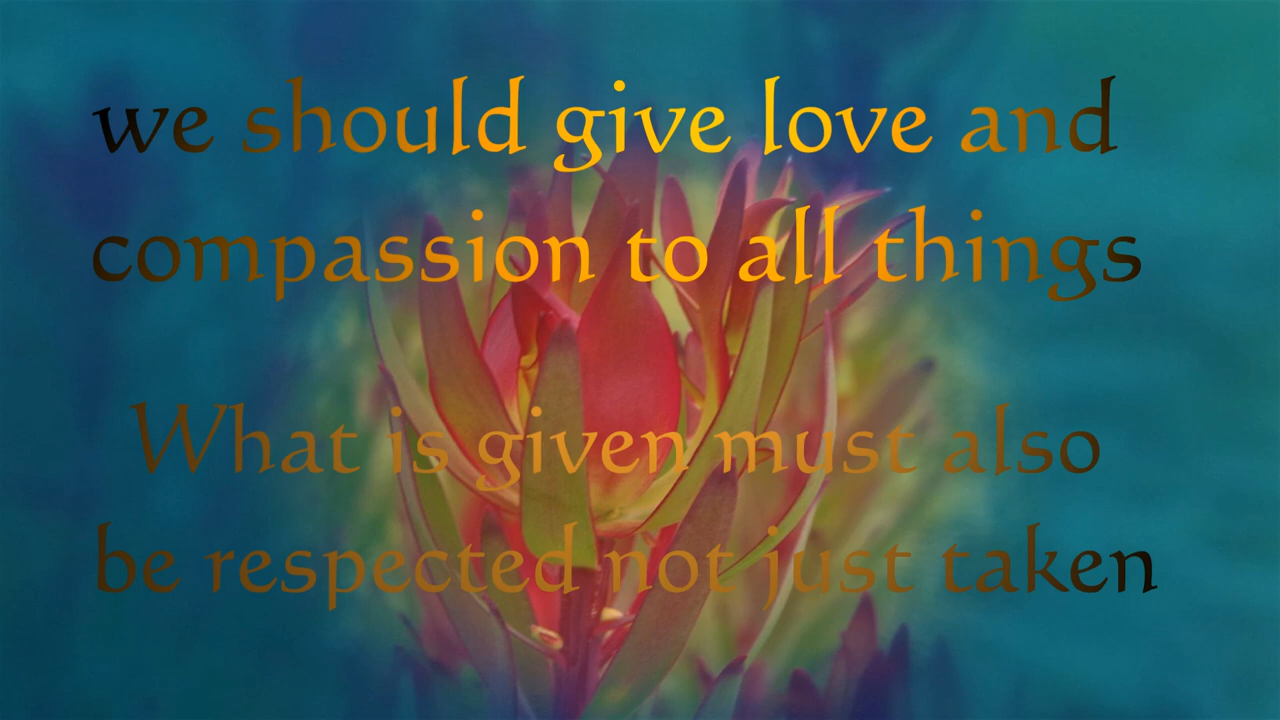 we should give love and
compassion to all things
What is given must also
be respected not just taken